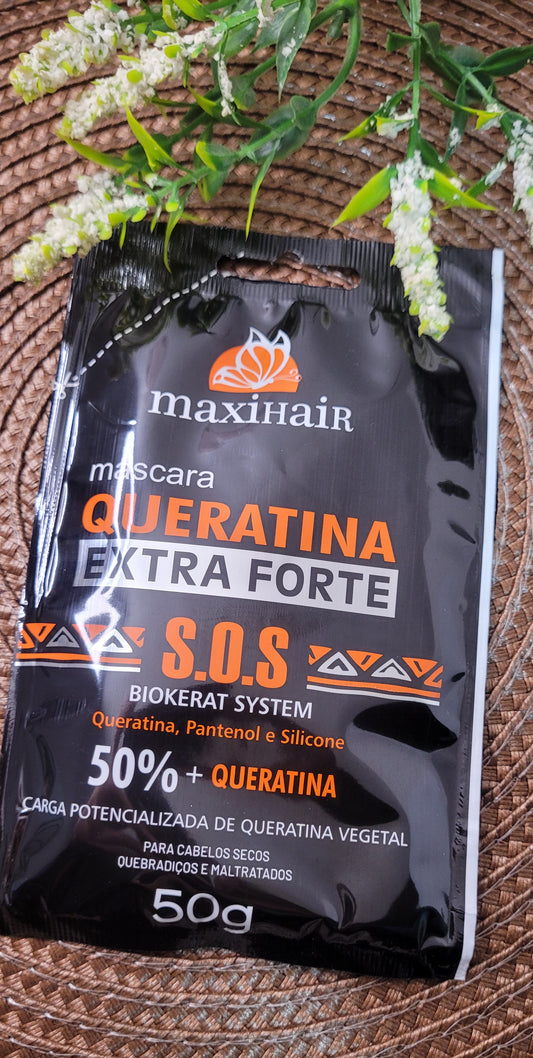 maxiHair
máscara
QUERATINA
EXTRA FORTE
S.O.S
BIOKERAT SYSTEM
Queratina, Pantenol e Silicone
50% + QUERATINA
CARGA POTENCIALIZADA DE QUERATINA VEGETAL
PARA CABELOS SECOS
QUEBRADIÇOS E MALTRATADOS
50g